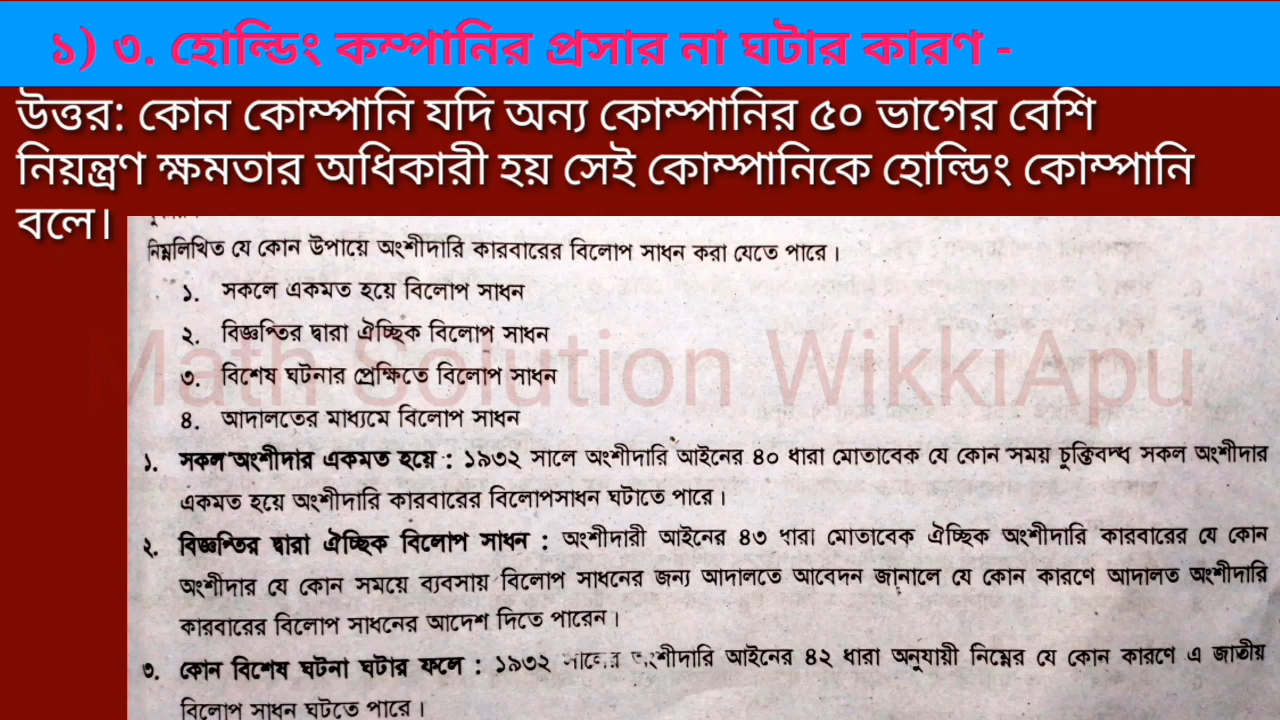 ১) ৩. হোল্ডিং কম্পানির প্রসার না ঘটার কারণ -
উত্তর: কোন কোম্পানি যদি অন্য কোম্পানির ৫০ ভাগের বেশি
নিয়ন্ত্রণ ক্ষমতার অধিকারী হয় সেই কোম্পানিকে হোল্ডিং কোম্পানি
বলে।
নিম্নলিখিত যে কোন উপায়ে অংশীদারি কারবারের বিলোপ সাধন করা যেতে পারে।
১. সকলে একমত হয়ে বিলোপ সাধন
২. বিজ্ঞপ্তির দ্বারা ঐচ্ছিক বিলোপ সাধন
৩. বিশেষ ঘটনার প্রেক্ষিতে বিলোপ সাধন
৪. আদালতের মাধ্যমে বিলোপ সাধন
Math Solution WikkiApu
১. সকল অংশীদার একমত হয়ে : ১৯৩২ সালে অংশীদারি আইনের ৪০ ধারা মোতাবেক যে কোন সময় চুক্তিবদ্ধ সকল অংশীদার
একমত হয়ে অংশীদারি কারবারের বিলোপসাধন ঘটাতে পারে।
২. বিজ্ঞপ্তির দ্বারা ঐচ্ছিক বিলোপ সাধন : অংশীদারী আইনের ৪৩ ধারা মোতাবেক ঐচ্ছিক অংশীদারি কারবারের যে কোন
অংশীদার যে কোন সময়ে ব্যবসায় বিলোপ সাধনের জন্য আদালতে আবেদন জানালে যে কোন কারণে আদালত অংশীদারি
কারবারের বিলোপ সাধনের আদেশ দিতে পারেন।
৩. কোন বিশেষ ঘটনা ঘটার ফলে : ১৯৩২ সালের অংশীদারি আইনের ৪২ ধারা অনুযায়ী নিম্নের যে কোন কারণে এ জাতীয়
বিলোপ সাধন ঘটতে পারে।